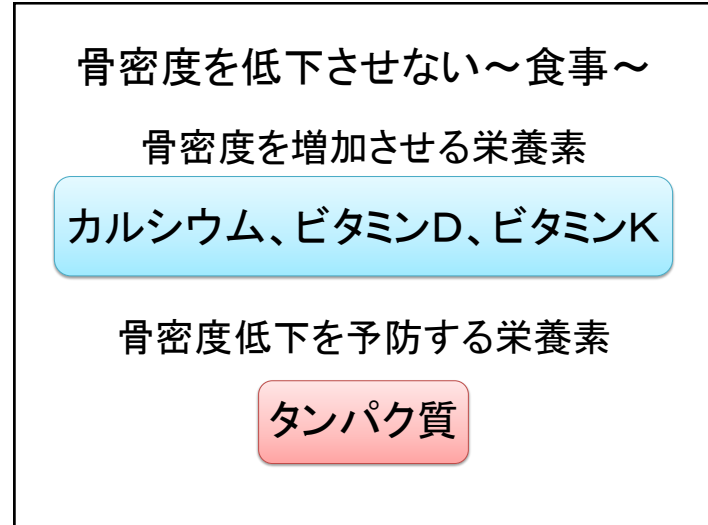 骨密度を低下させない～食事～
骨密度を増加させる栄養素
カルシウム、ビタミンD、ビタミンK
骨密度低下を予防する栄養素
タンパク質